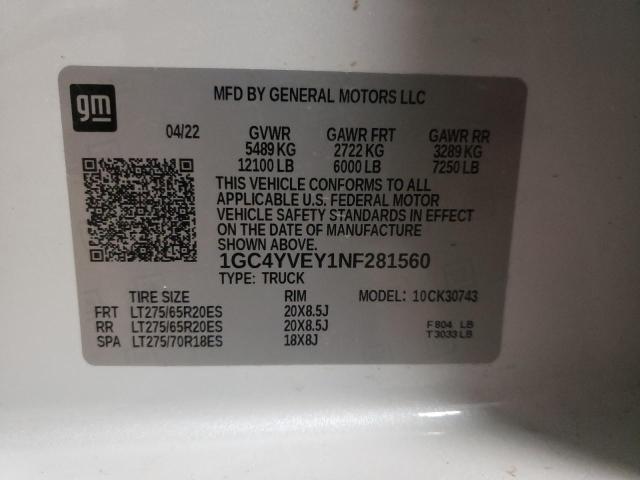 gm
MFD BY GENERAL MOTORS LLC
04/22 GVWR GAWR FRT GAWR RR
5489 KG 2722 KG 3289 KG
12100 LB 6000 LB 7250 LB
THIS VEHICLE CONFORMS TO ALL
APPLICABLE U.S. FEDERAL MOTOR
VEHICLE SAFETY STANDARDS IN EFFECT
ON THE DATE OF MANUFACTURE
SHOWN ABOVE.
1GC4YVEY1NF281560
TYPE: TRUCK
TIRE SIZE RIM MODEL: 10CK30743
FRT LT275/65R20ES 20X8.5J
RR LT275/65R20ES 20X8.5J F 804 LB
SPA LT275/70R18ES 18X8J T 3033 LB